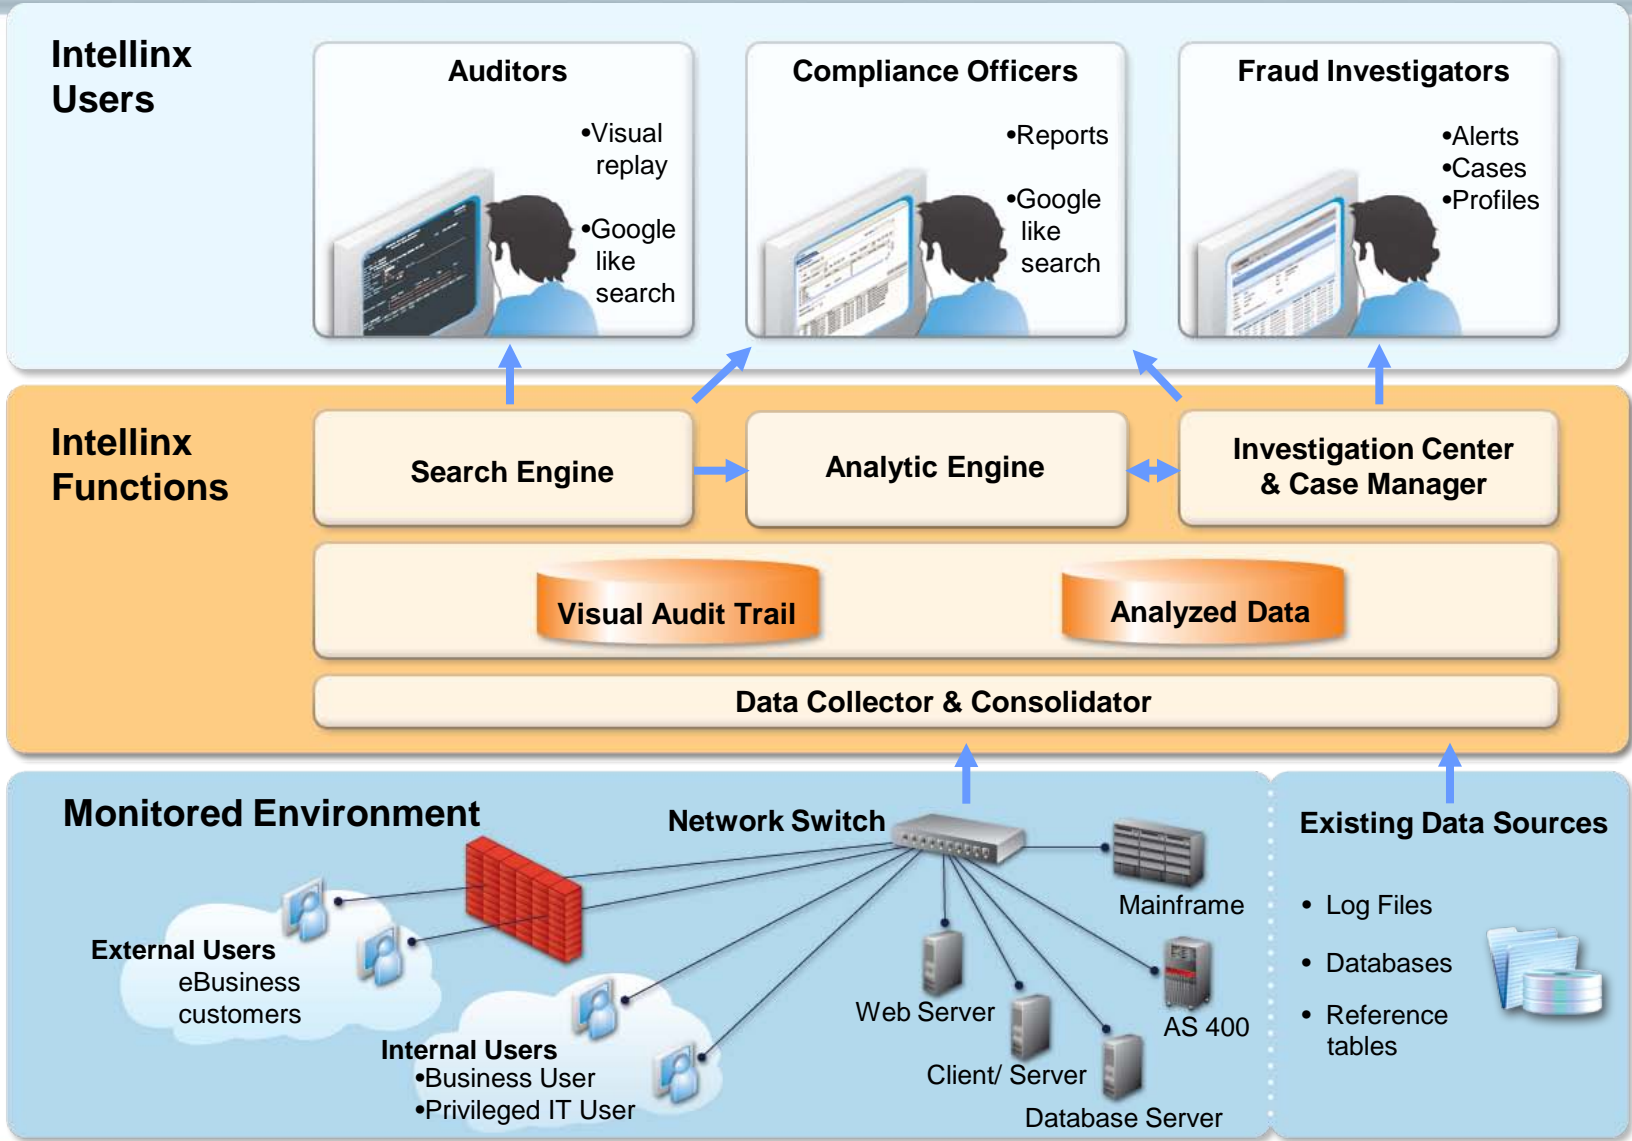 Intellinx
Users
Auditors
•Visual
replay
•Google
like
search
Compliance Officers
•Reports
•Google
like
search
Fraud Investigators
•Alerts
•Cases
•Profiles
Intellinx
Functions
Search Engine
Analytic Engine
Investigation Center
& Case Manager
Visual Audit Trail
Analyzed Data
Data Collector & Consolidator
Monitored Environment
Network Switch
Mainframe
External Users
eBusiness
customers
Web Server
AS 400
Internal Users
•Business User
•Privileged IT User
Client/ Server
Database Server
Existing Data Sources
• Log Files
• Databases
• Reference
tables